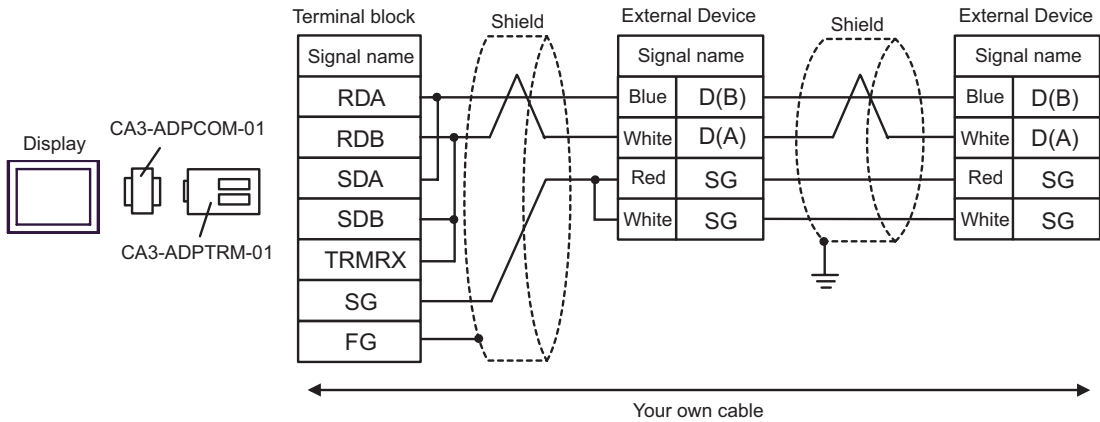 Display
CA3-ADPCOM-01
CA3-ADPTRM-01
Terminal block
Signal name
RDA
RDB
SDA
SDB
TRMRX
SG
FG
Shield
External Device
Signal name
Blue D(B)
White D(A)
Red SG
White SG
Shield
External Device
Signal name
Blue D(B)
White D(A)
Red SG
White SG
Your own cable